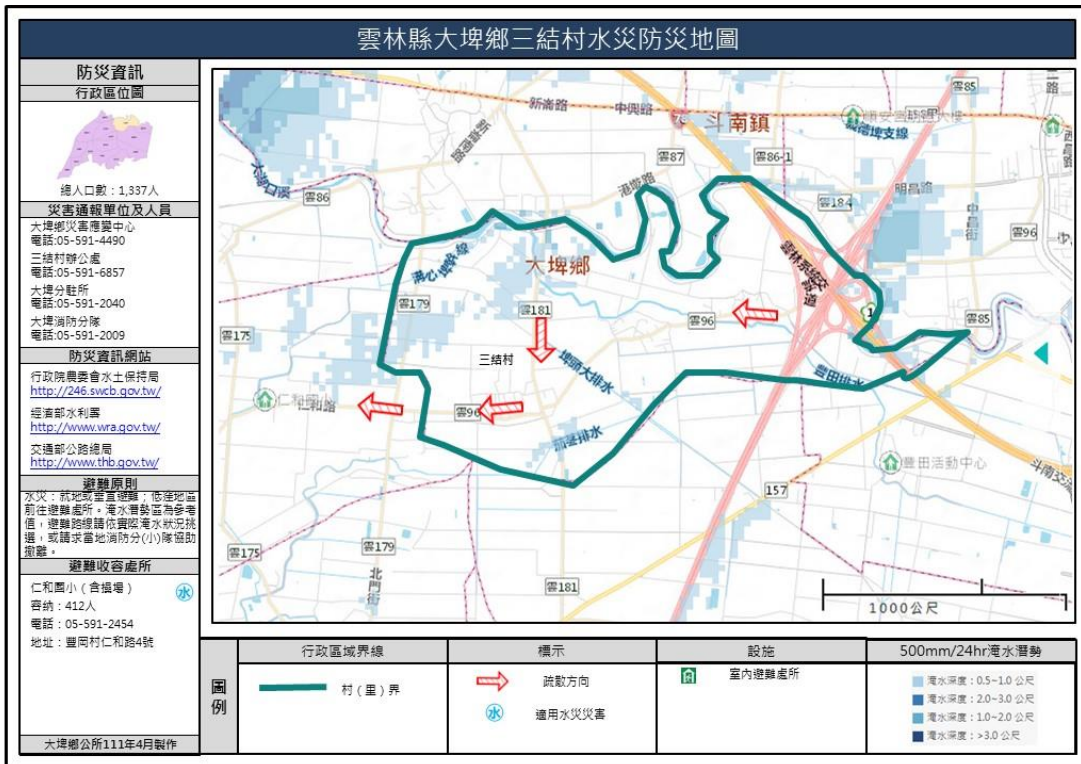 雲林縣大埤鄉三結村水災防災地圖
防災資訊
行政區位圖
總人口數：1,337人
災害通報單位及人員
大埤鄉災害應變中心
電話:05-591-4490
三結村辦公處
電話:05-591-6857
大埤分駐所
電話:05-591-2040
大埤消防分隊
電話:05-591-2009
防災資訊網站
行政院農委會水土保持局
http://246.swcb.gov.tw/
經濟部水利署
http://www.wra.gov.tw/
交通部公路總局
http://www.thb.gov.tw/
避難原則
水災：就地或垂直避難；低窪地區
前往避難處所。淹水潛勢區為參考
值，避難路線請依實際淹水狀況挑
選，或請求當地消防分(小)隊協助
撤離。
避難收容處所
仁和國小（含操場）
水
容納：412人
電話：05-591-2454
地址：豐岡村仁和路4號
大埤鄉公所111年4月製作
新崙路
中興路
斗南鎮
雲85
雲87
雲86-1
雲86
港墘路
明昌路
雲184
中昌街
雲96
大埤鄉
雲179
雲181
雲96
雲85
雲175
三結村
埤頭大排水
豐田排水
仁和國小
仁和路
雲96
豐田活動中心
157
雲175
雲179
北門街
雲181
1
1000公尺
圖例
行政區域界線
村（里）界
標示
疏散方向
水
適用水災災害
設施
室內避難處所
500mm/24hr淹水潛勢
淹水深度：0.5~1.0 公尺
淹水深度：2.0~3.0 公尺
淹水深度：1.0~2.0 公尺
淹水深度：>3.0 公尺